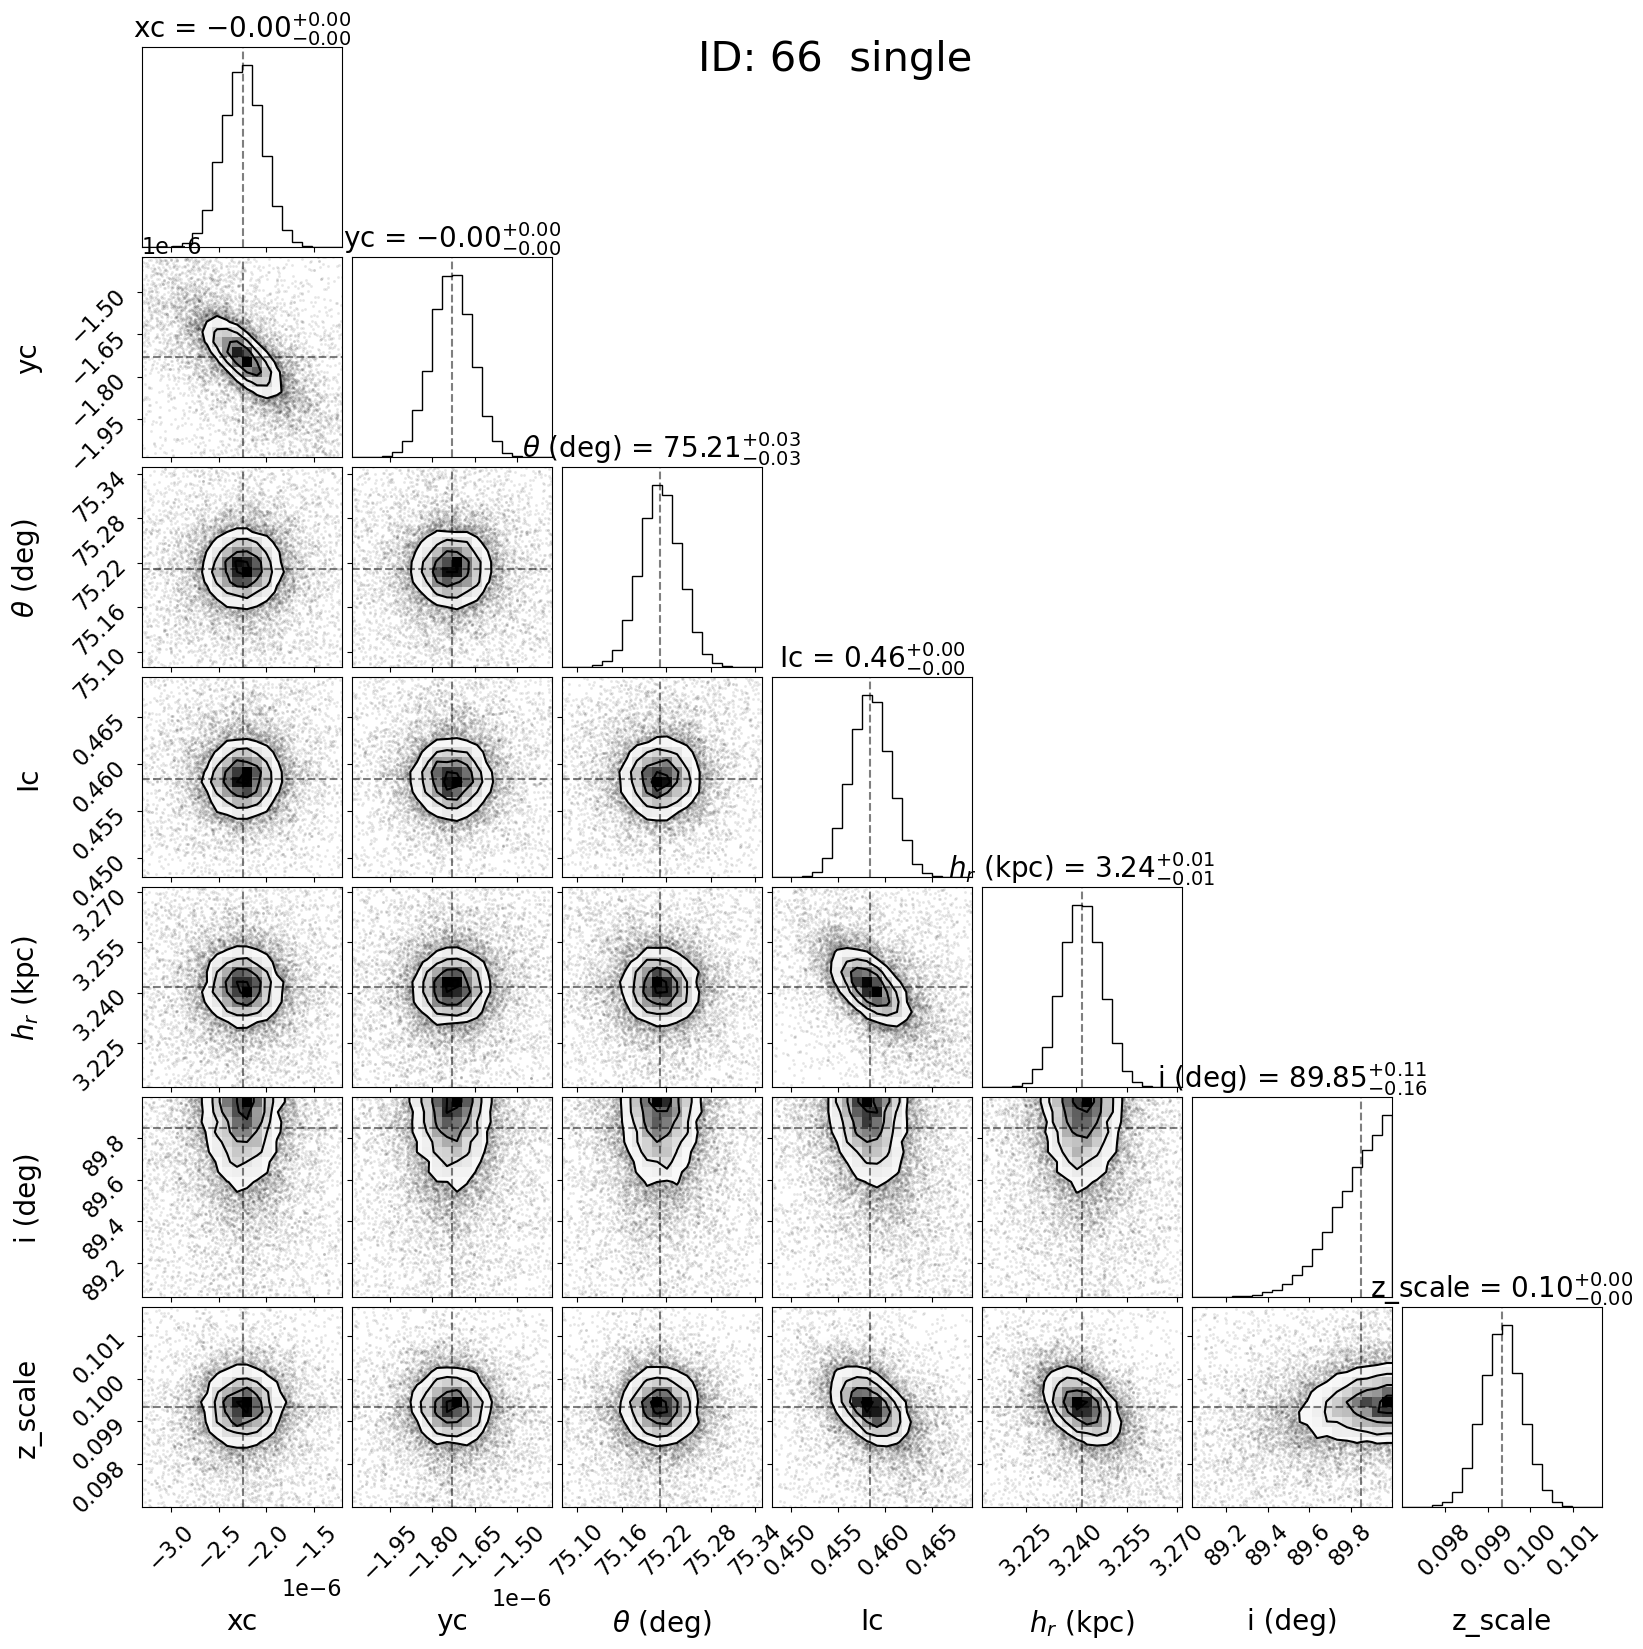 xc = −0.00+0.00−0.00
ID: 66 single
1e−6
yc = −0.00+0.00−0.00
yc
−1.50
−1.65
−1.80
−1.95
θ (deg) = 75.21+0.03−0.03
θ (deg)
75.34
75.28
75.22
75.16
75.10
Ic = 0.46+0.00−0.00
Ic
0.465
0.460
0.455
0.450
hr (kpc) = 3.24+0.01−0.01
hr (kpc)
3.270
3.255
3.240
3.225
i (deg) = 89.85+0.11−0.16
i (deg)
89.8
89.6
89.4
89.2
z_scale = 0.10+0.00−0.00
z_scale
0.101
0.100
0.099
0.098
−3.0 −2.5 −2.0 −1.5
−1.95 −1.80 −1.65 −1.50
75.10 75.16 75.22 75.28 75.34
0.450 0.455 0.460 0.465
3.225 3.240 3.255 3.270
89.2 89.4 89.6 89.8
0.098 0.099 0.100 0.101
1e−6
1e−6
xc
yc
θ (deg)
Ic
hr (kpc)
i (deg)
z_scale